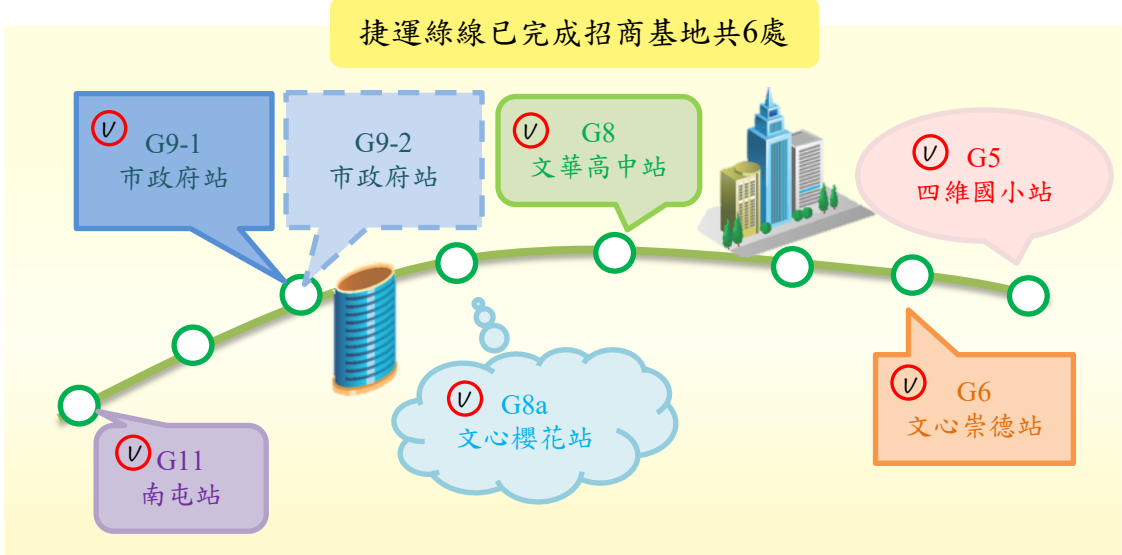 捷運綠線已完成招商基地共6處
V G9-1
市政府站
G9-2
市政府站
V G8
文華高中站
V G5
四維國小站
V G8a
文心櫻花站
V G6
文心崇德站
V G11
南屯站